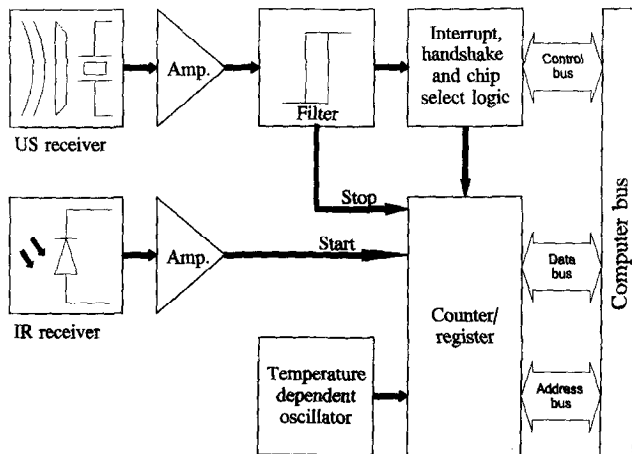 US receiver
Amp.
Filter
Interrupt,
handshake
and chip
select logic
Control
bus
Computer bus
Stop
IR receiver
Amp.
Start
Counter/
register
Data
bus
Temperature
dependent
oscillator
Address
bus